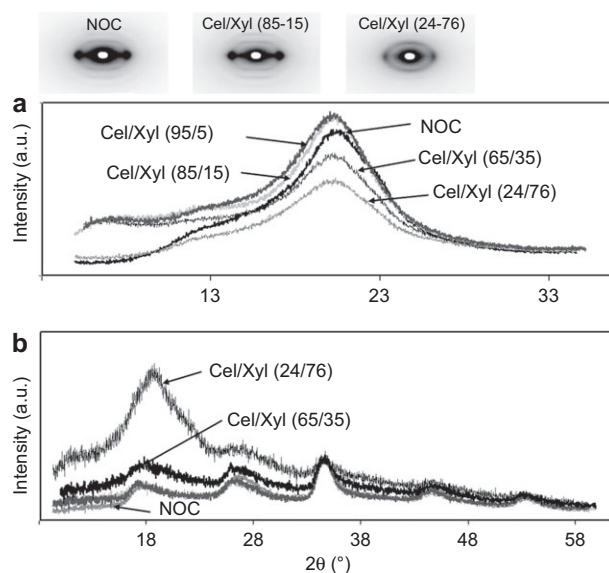 NOC Cel/Xyl (85-15) Cel/Xyl (24-76)
a
Intensity (a.u.)
Cel/Xyl (95/5)
NOC
Cel/Xyl (85/15)
Cel/Xyl (65/35)
Cel/Xyl (24/76)
13 23 33
b
Intensity (a.u.)
Cel/Xyl (24/76)
Cel/Xyl (65/35)
NOC
18 28 38 48 58
2θ (°)